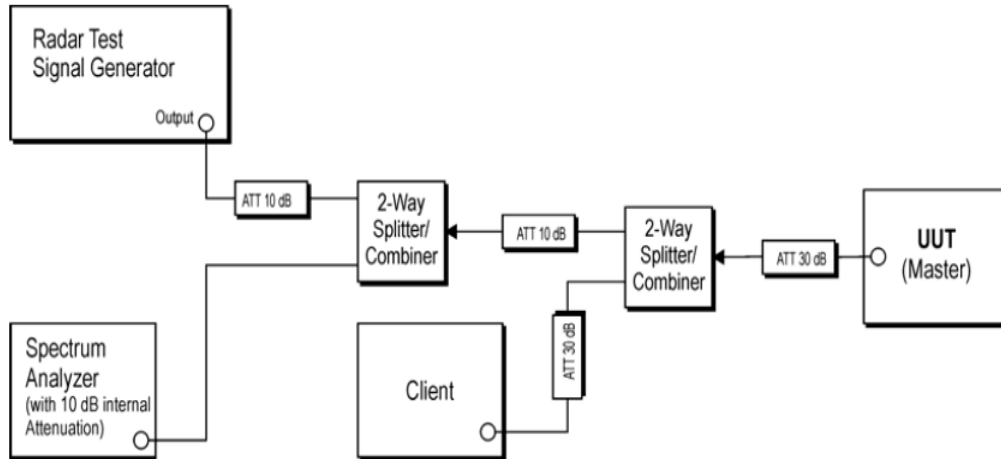 Radar Test
Signal Generator
Output
ATT 10 dB
2-Way
Splitter/
Combiner
ATT 10 dB
2-Way
Splitter/
Combiner
ATT 30 dB
UUT
(Master)
Spectrum
Analyzer
(with 10 dB internal
Attenuation)
Client
ATT 30 dB